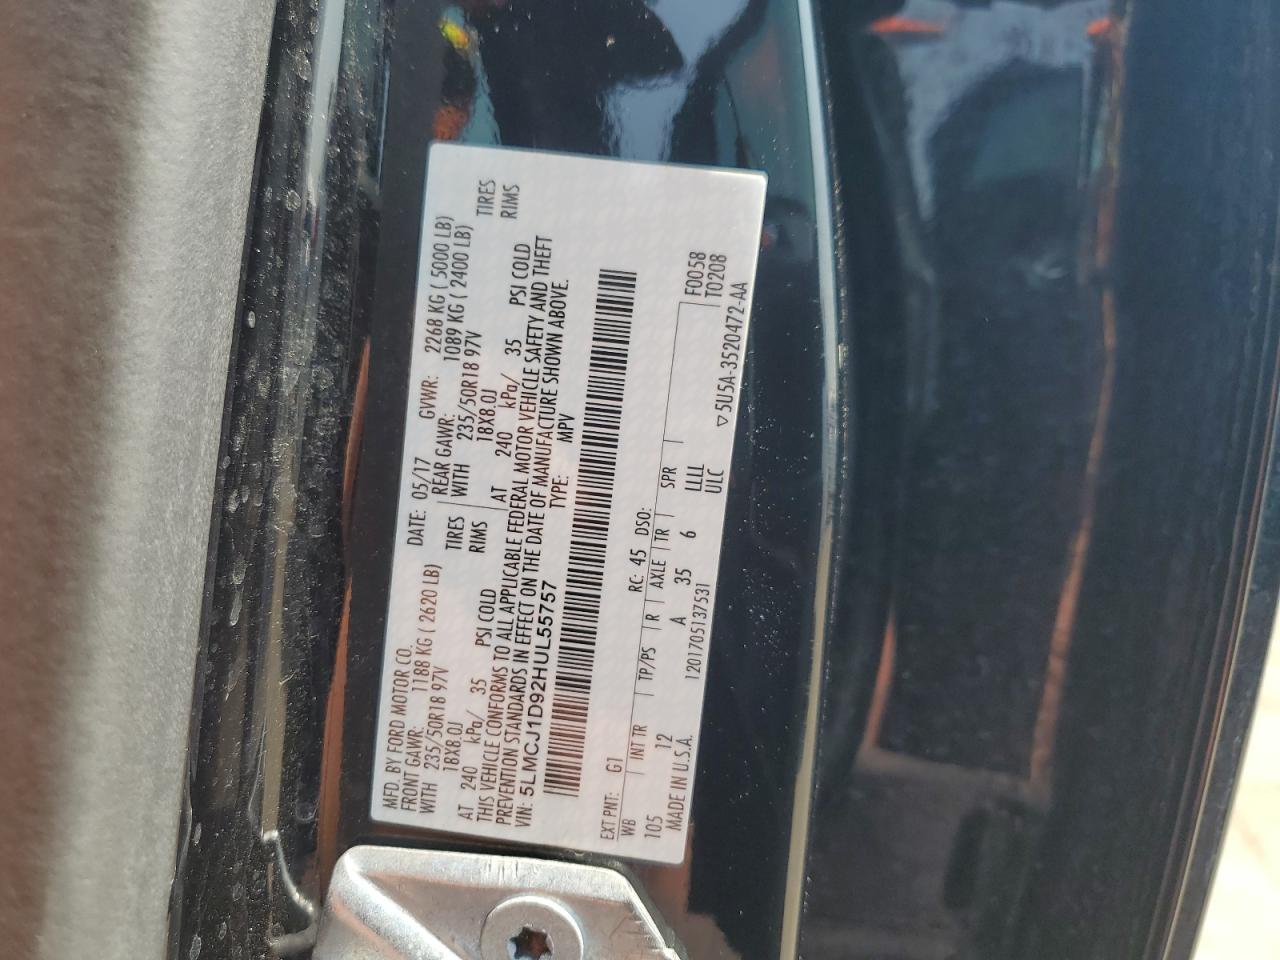 MFD. BY FORD MOTOR CO.
DATE: 05/17 GVWR: 2268 KG ( 5000 LB)
FRONT GAWR: 1188 KG ( 2620 LB) REAR GAWR: 1089 KG ( 2400 LB)
WITH 235/50R18 97V TIRES WITH 235/50R18 97V TIRES
18X8.0J RIMS 18X8.0J RIMS
AT 240 kPa/ 35 PSI COLD AT 240 kPa/ 35 PSI COLD
THIS VEHICLE CONFORMS TO ALL APPLICABLE FEDERAL MOTOR VEHICLE SAFETY AND THEFT
PREVENTION STANDARDS IN EFFECT ON THE DATE OF MANUFACTURE SHOWN ABOVE.
VIN: 5LMCJ1D92HUL55757 TYPE: MPV
EXT PNT: G1 RC: 45 DSO:
WB INT TR TP/PS R AXLE TR SPR F0058
105 12 A 35 6 LLLL T0208
MADE IN U.S.A. 1201705137531 ULC ▽5U5A-3520472-AA